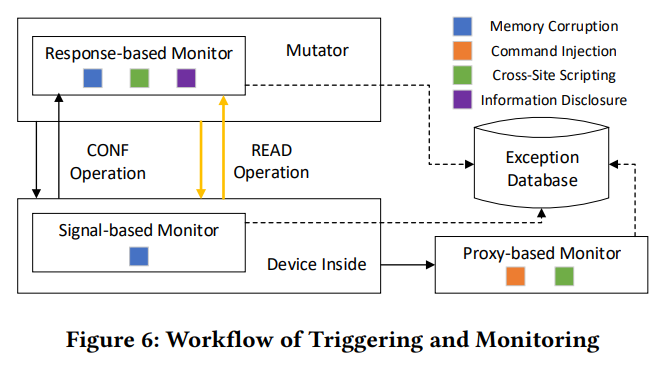 Response-based Monitor
Mutator
Memory Corruption
Command Injection
Cross-Site Scripting
Information Disclosure
CONF
Operation
READ
Operation
Exception
Database
Signal-based Monitor
Device Inside
Proxy-based Monitor
Figure 6: Workflow of Triggering and Monitoring